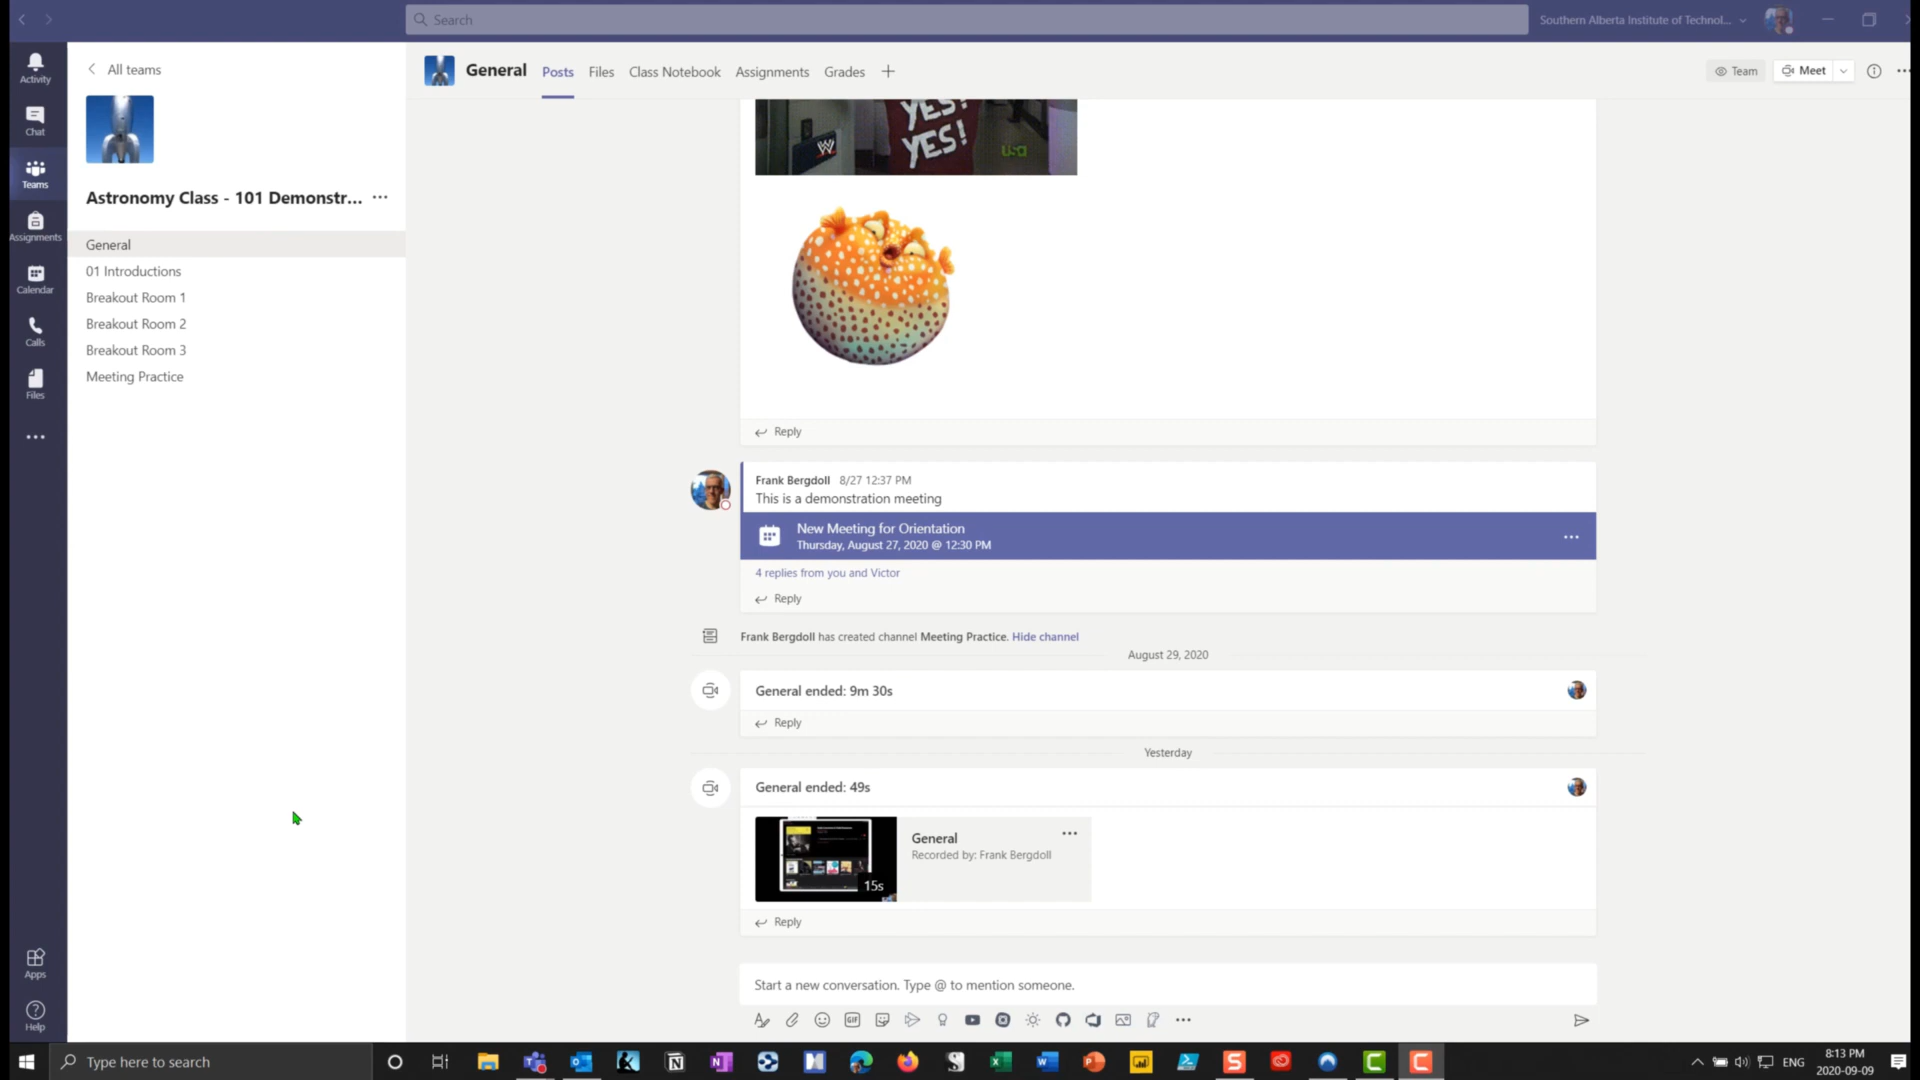 Search
Southern Alberta Institute of Technol...
Activity
Chat
Teams
Assignments
Calendar
Calls
Files
Apps
Help
All teams
Astronomy Class - 101 Demonstr...
General
01 Introductions
Breakout Room 1
Breakout Room 2
Breakout Room 3
Meeting Practice
General Posts Files Class Notebook Assignments Grades
Team
Meet
YES!
YES!
W
USA
Reply
Frank Bergdoll 8/27 12:37 PM
This is a demonstration meeting
New Meeting for Orientation
Thursday, August 27, 2020 @ 12:30 PM
4 replies from you and Victor
Reply
Frank Bergdoll has created channel Meeting Practice. Hide channel
August 29, 2020
General ended: 9m 30s
Reply
Yesterday
General ended: 49s
General
Recorded by: Frank Bergdoll
15s
Reply
Start a new conversation. Type @ to mention someone.
GIF
Type here to search
ENG
8:13 PM
2020-09-09